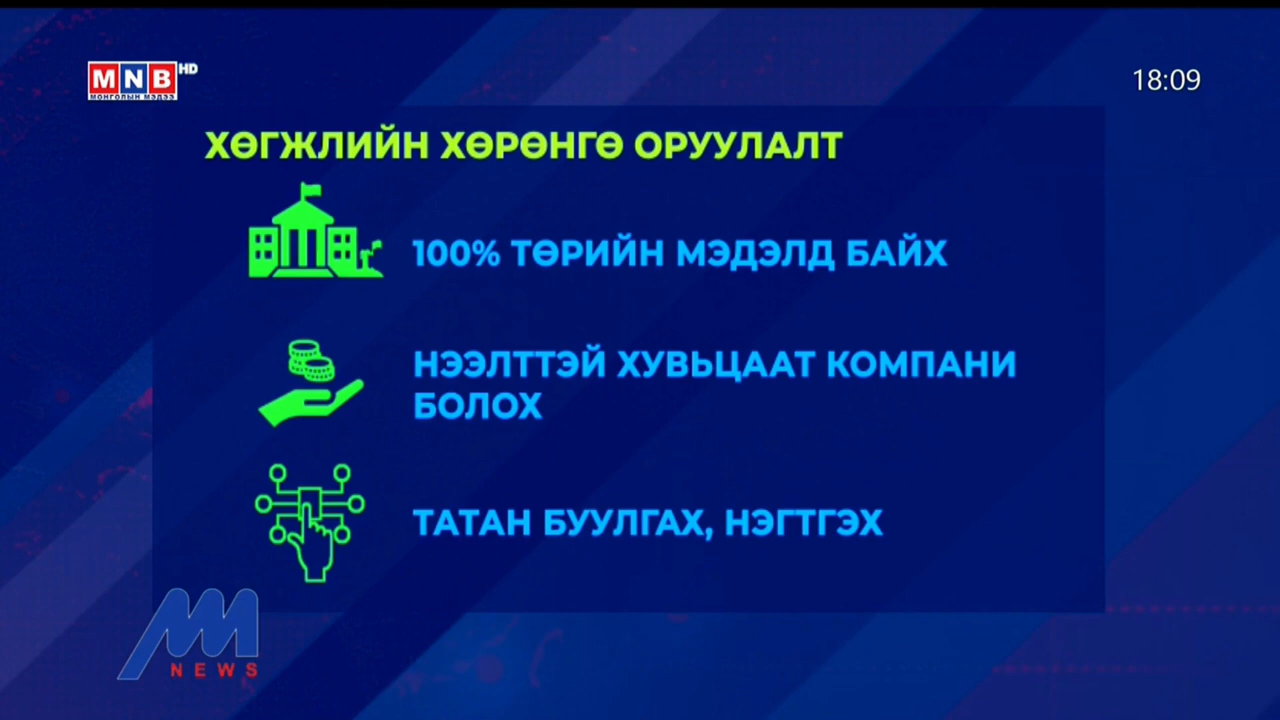 MNB HD
МОНГОЛЫН МЭДЭЭ
18:09
ХӨГЖЛИЙН ХӨРӨНГӨ ОРУУЛАЛТ
100% ТӨРИЙН МЭДЭЛД БАЙХ
НЭЭЛТТЭЙ ХУВЬЦААТ КОМПАНИ
БОЛОХ
ТАТАН БУУЛГАХ, НЭГТГЭХ
NEWS